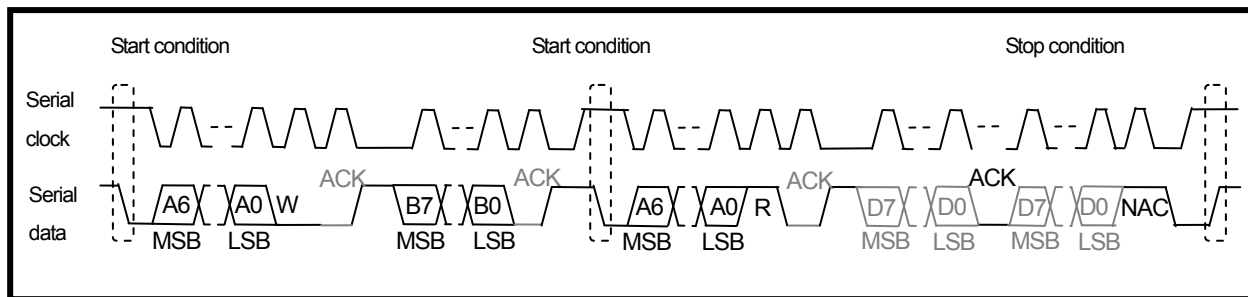 Start condition Start condition Stop condition
Serial
clock
ACK ACK ACK ACK
Serial
data
A6 A0 W B7 B0 A6 A0 R D7 D0 D7 D0 NAC
MSB LSB MSB LSB MSB LSB MSB LSB MSB LSB